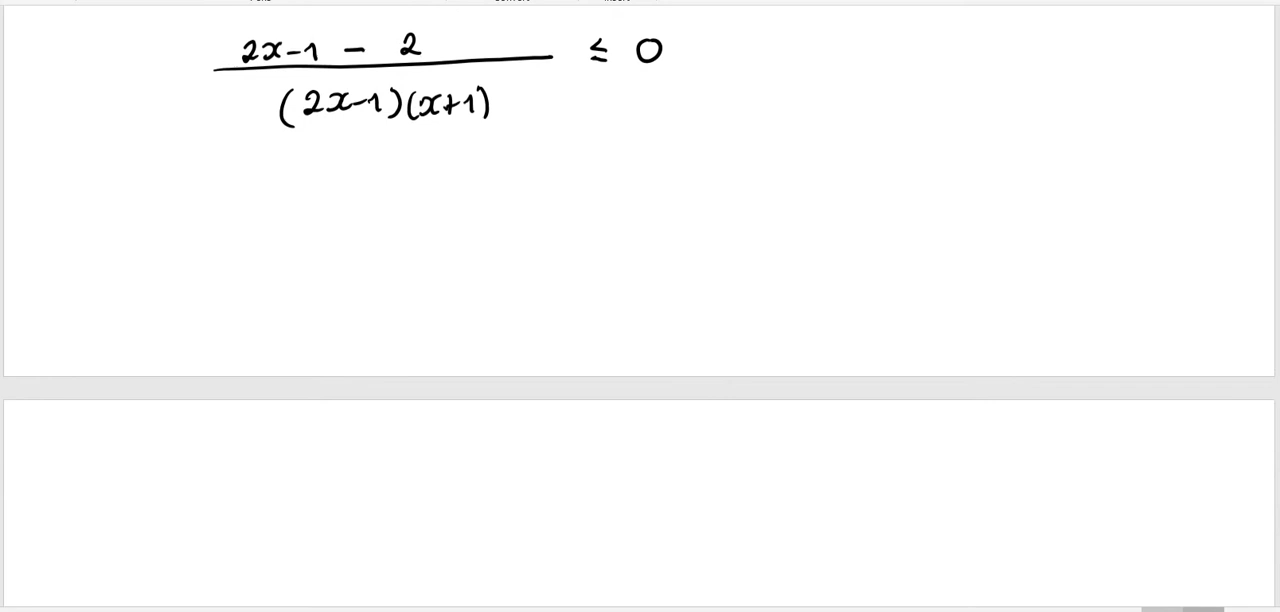 2x-1 - 2 ≤ 0
(2x-1)(x+1)